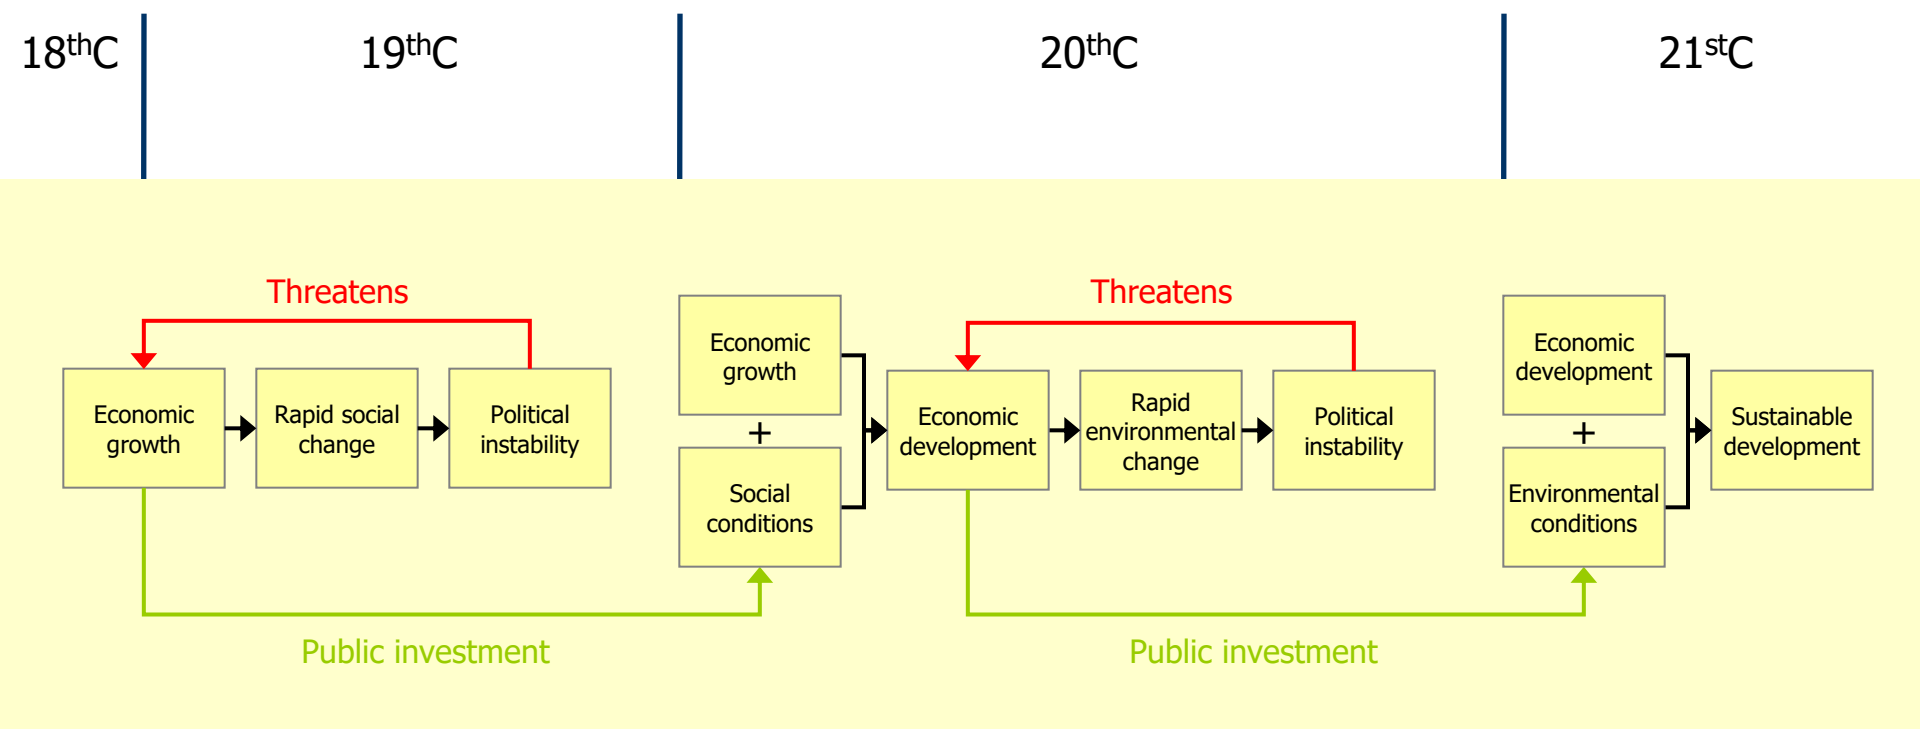 18thC
19thC
20thC
21stC
Threatens
Economic
growth
Rapid social
change
Political
instability
Public investment
Economic
growth
+
Social
conditions
Threatens
Economic
development
Rapid
environmental
change
Political
instability
Public investment
Economic
development
+
Environmental
conditions
Sustainable
development